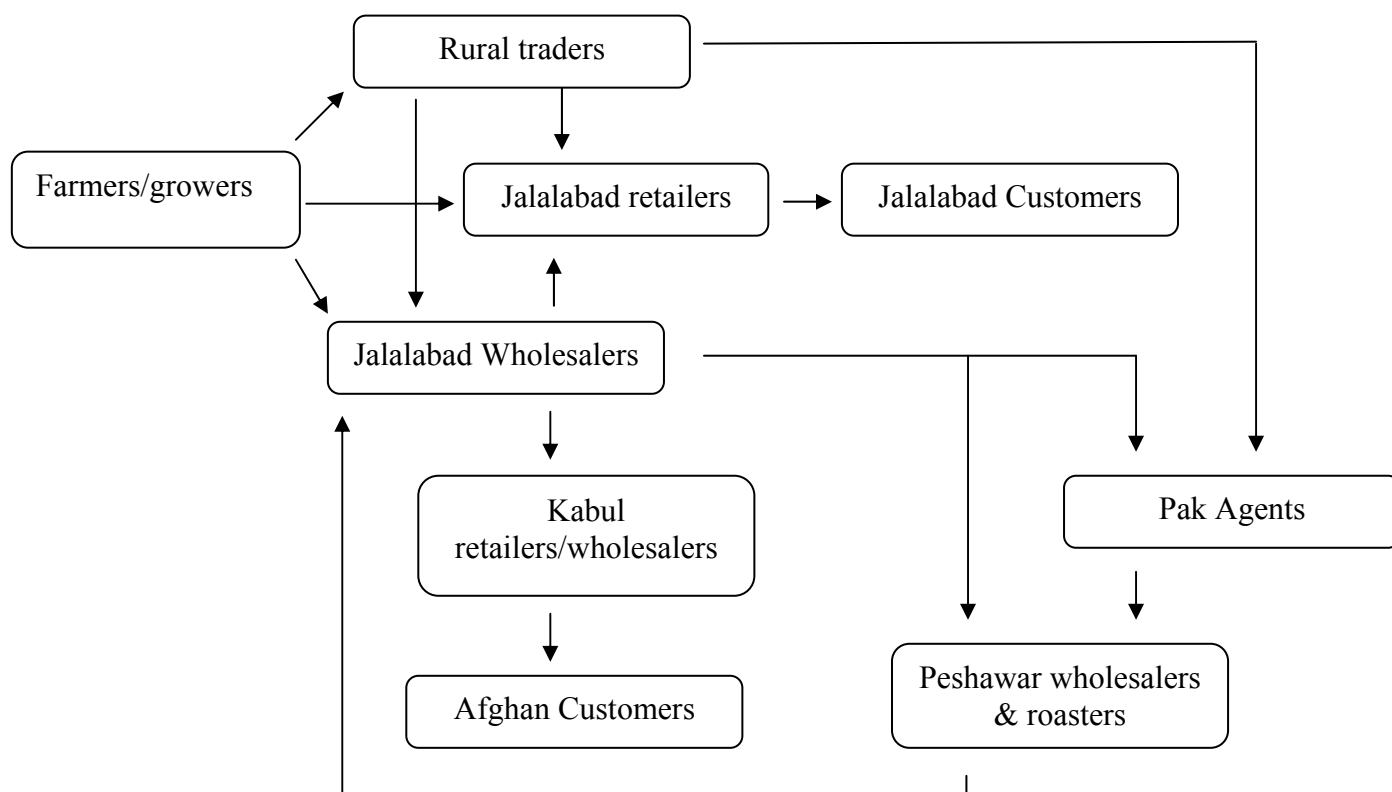 Rural traders
Farmers/growers
Jalalabad retailers
Jalalabad Customers
Jalalabad Wholesalers
Kabul
retailers/wholesalers
Pak Agents
Peshawar wholesalers
& roasters
Afghan Customers